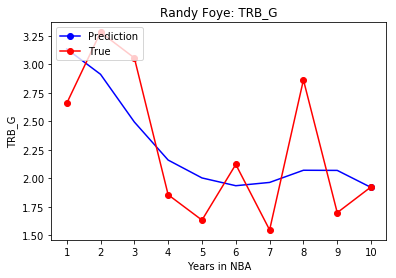 Randy Foye: TRB_G
Prediction
True
TRB_G
3.25
3.00
2.75
2.50
2.25
2.00
1.75
1.50
1 2 3 4 5 6 7 8 9 10
Years in NBA